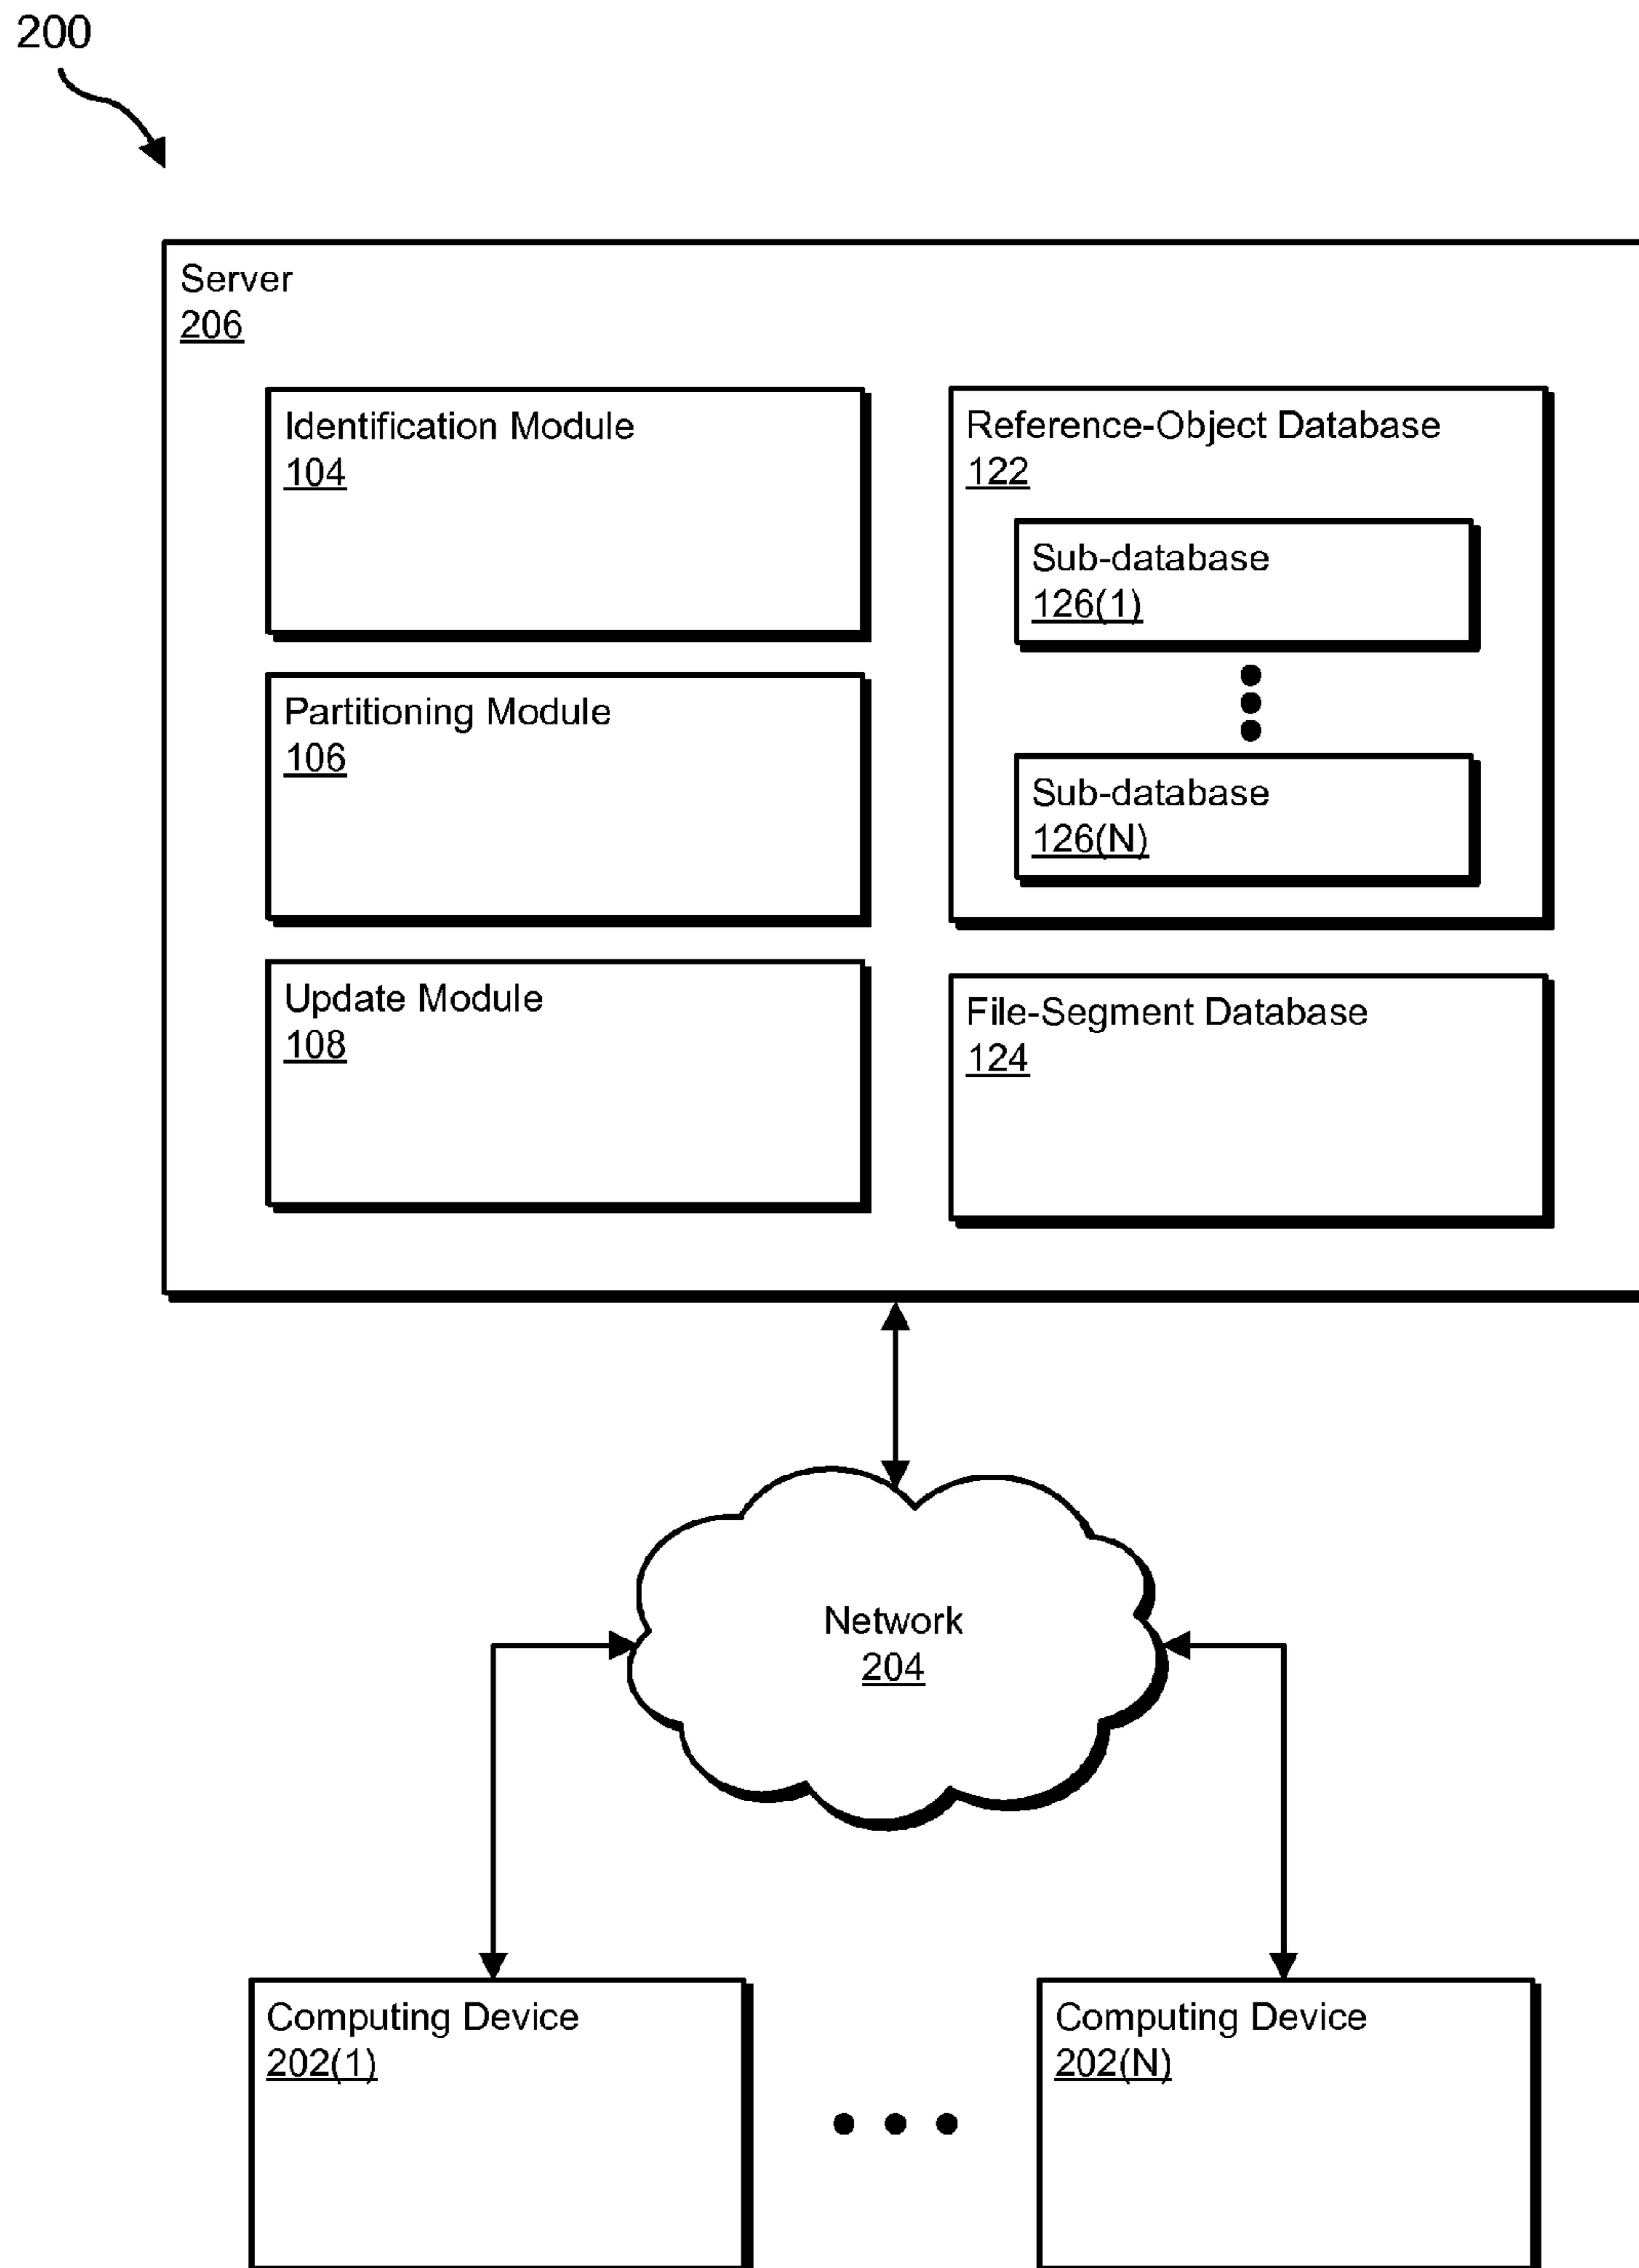 200
Server
206
Identification Module
104
Partitioning Module
106
Update Module
108
Reference-Object Database
122
Sub-database
126(1)
Sub-database
126(N)
File-Segment Database
124
Network
204
Computing Device
202(1)
Computing Device
202(N)